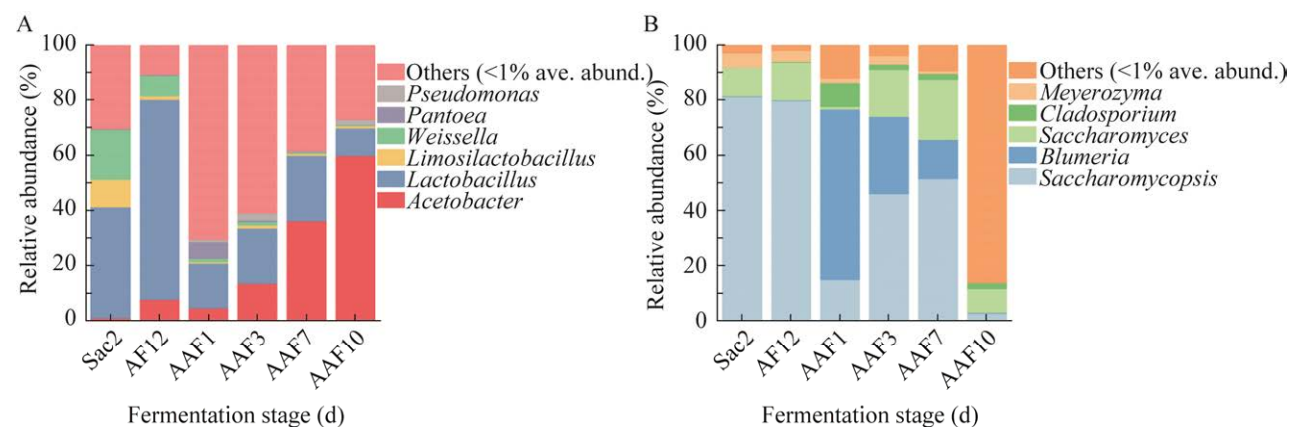 A
100
80
60
40
20
0
Relative abundance (%)
Others (<1% ave. abund.)
Pseudomonas
Pantoea
Weissella
Limosilactobacillus
Lactobacillus
Acetobacter
Sac2
AF12
AAF1
AAF3
AAF7
AAF10
Fermentation stage (d)
B
100
80
60
40
20
0
Relative abundance (%)
Others (<1% ave. abund.)
Meyerozyma
Cladosporium
Saccharomyces
Blumeria
Saccharomycopsis
Sac2
AF12
AAF1
AAF3
AAF7
AAF10
Fermentation stage (d)